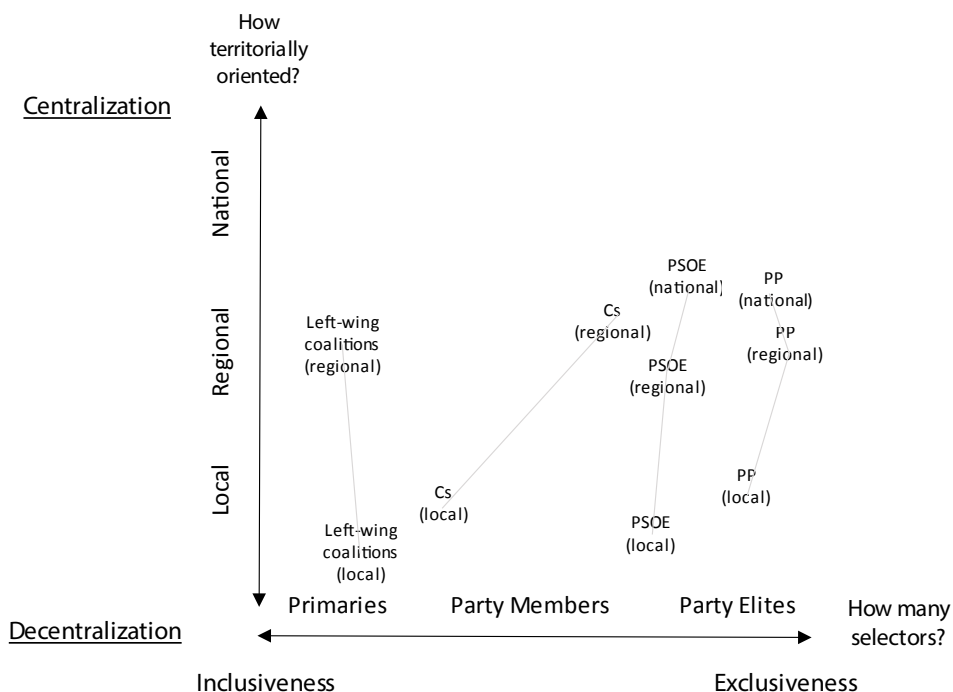 How
territorially
oriented?
Centralization
National
Regional
Local
PSOE
(national)
PP
(national)
Cs
(regional)
Left-wing
coalitions
(regional)
PP
(regional)
PSOE
(regional)
PP
(local)
Cs
(local)
PSOE
(local)
Left-wing
coalitions
(local)
Primaries
Party Members
Party Elites
How many
selectors?
Decentralization
Inclusiveness
Exclusiveness